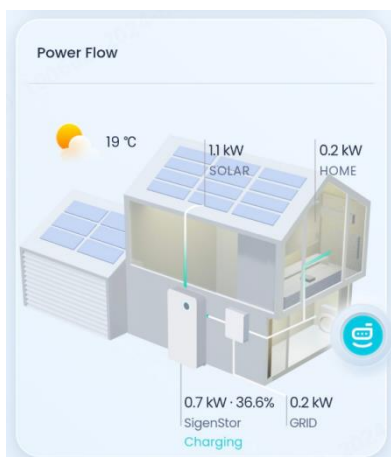 Power Flow
19 °C
1.1 kW
SOLAR
0.2 kW
HOME
0.7 kW · 36.6%
SigenStor
Charging
0.2 kW
GRID